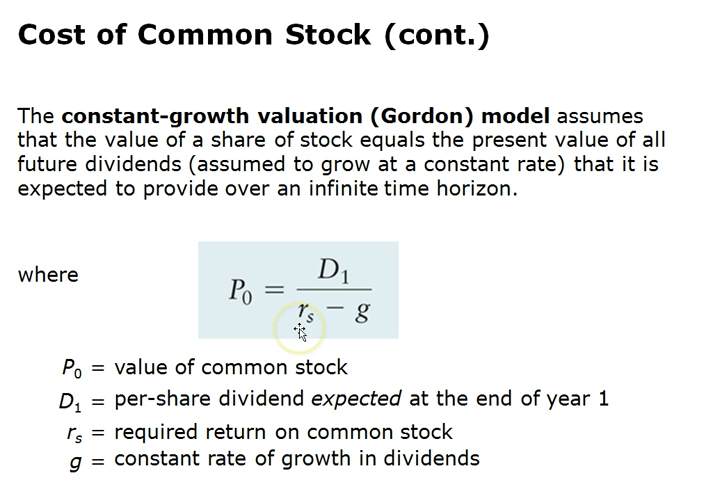 Cost of Common Stock (cont.)
The constant-growth valuation (Gordon) model assumes
that the value of a share of stock equals the present value of all
future dividends (assumed to grow at a constant rate) that it is
expected to provide over an infinite time horizon.
where
P₀ = D₁ / (rₛ − g)
P₀ = value of common stock
D₁ = per-share dividend expected at the end of year 1
rₛ = required return on common stock
g = constant rate of growth in dividends